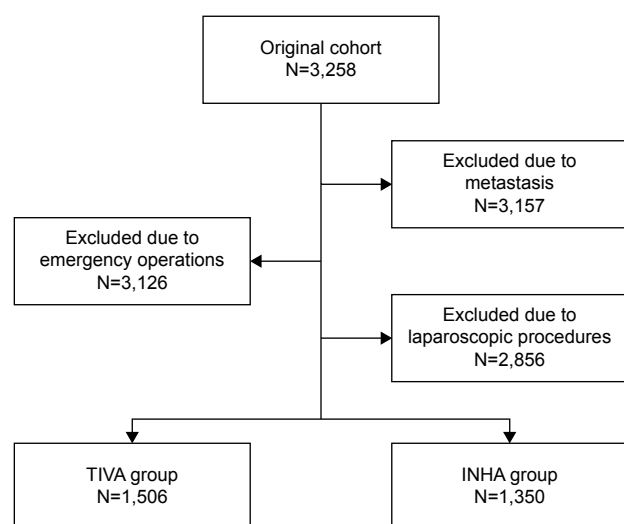 Original cohort
N=3,258
Excluded due to
metastasis
N=3,157
Excluded due to
emergency operations
N=3,126
Excluded due to
laparoscopic procedures
N=2,856
TIVA group
N=1,506
INHA group
N=1,350